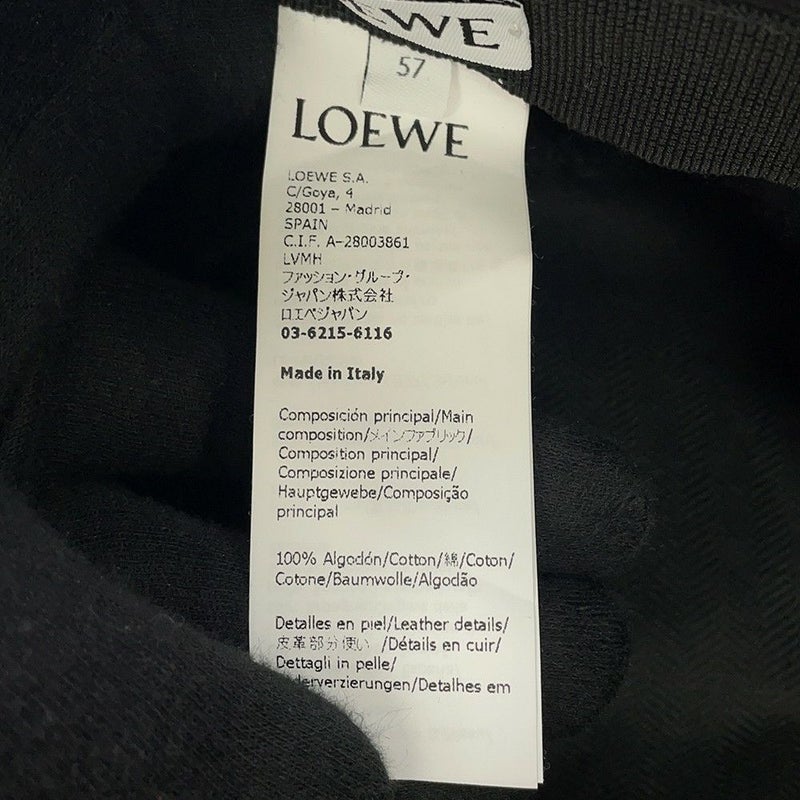 EWE
57
LOEWE
LOEWE S.A.
C/Goya, 4
28001 – Madrid
SPAIN
C.I.F. A-28003861
LVMH
ファッション・グループ・
ジャパン株式会社
ロエベジャパン
03-6215-6116
Made in Italy
Composición principal/Main
composition/メインファブリック/
Composition principal/
Composizione principale/
Hauptgewebe/Composição
principal
100% Algodón/Cotton/綿/Coton/
Cotone/Baumwolle/Algodão
Detalles en piel/Leather details/
皮革部分使い /Détails en cuir/
Dettagli in pelle/
derverzierungen/Detalhes em